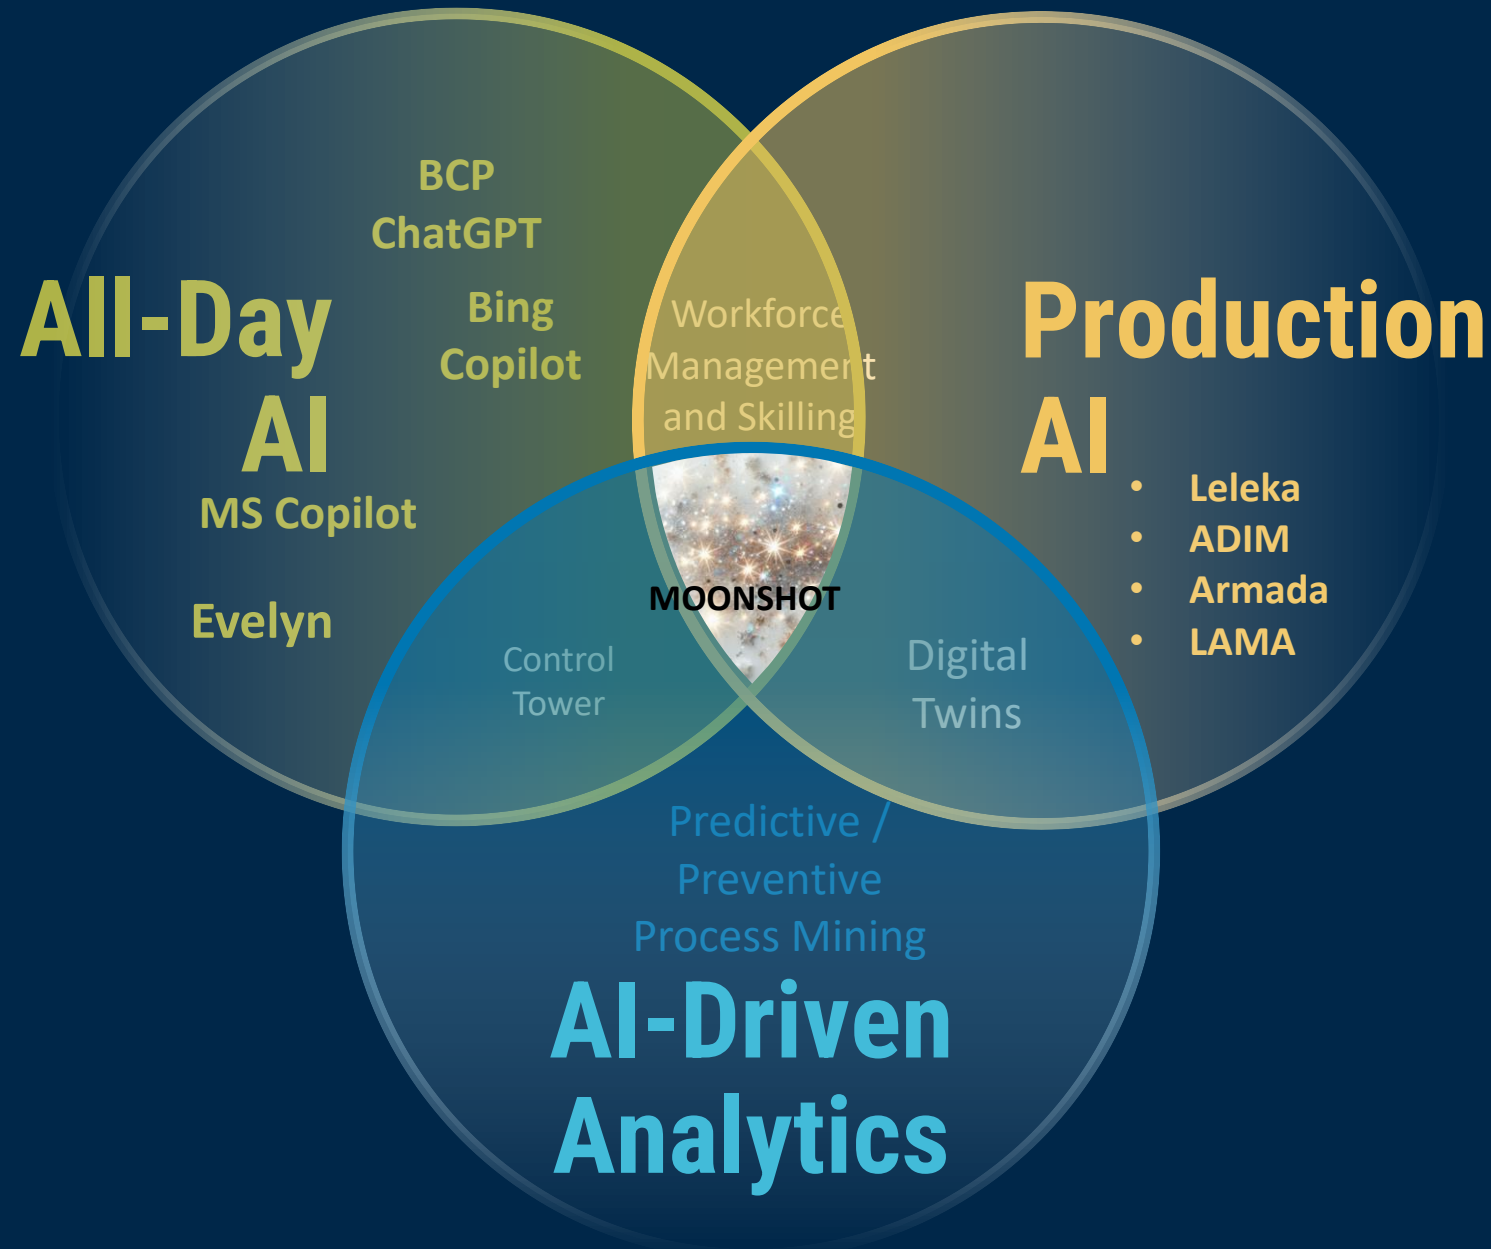 BCP
ChatGPT
All-Day
AI
Bing
Copilot
MS Copilot
Evelyn
Workforce
Management
and Skilling
Production
AI
• Leleka
• ADIM
• Armada
• LAMA
MOONSHOT
Control
Tower
Digital
Twins
Predictive /
Preventive
Process Mining
AI-Driven
Analytics